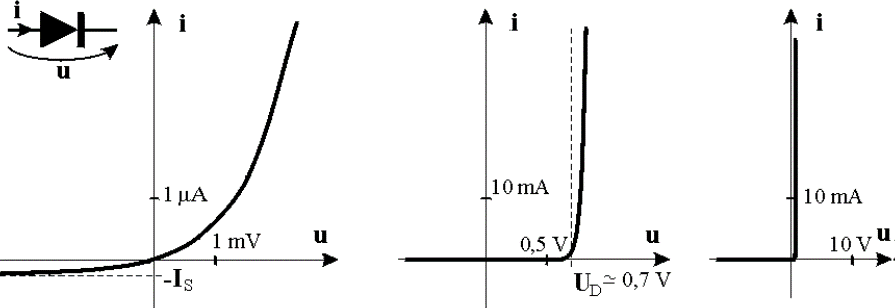 i
u
i
1 µA
1 mV
u
-I_S
i
10 mA
0,5 V
u
U_D ≃ 0,7 V
i
10 mA
10 V
u